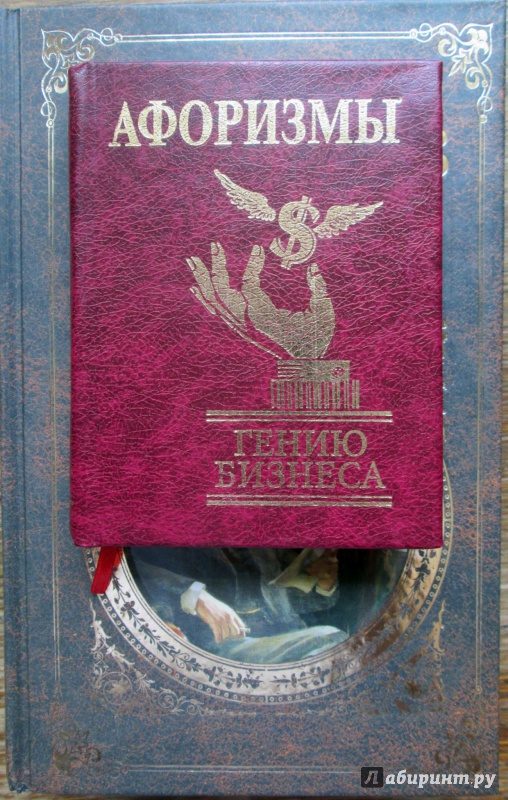 АФОРИЗМЫ
$
ГЕНИЮ
БИЗНЕСА
Лабиринт.ру